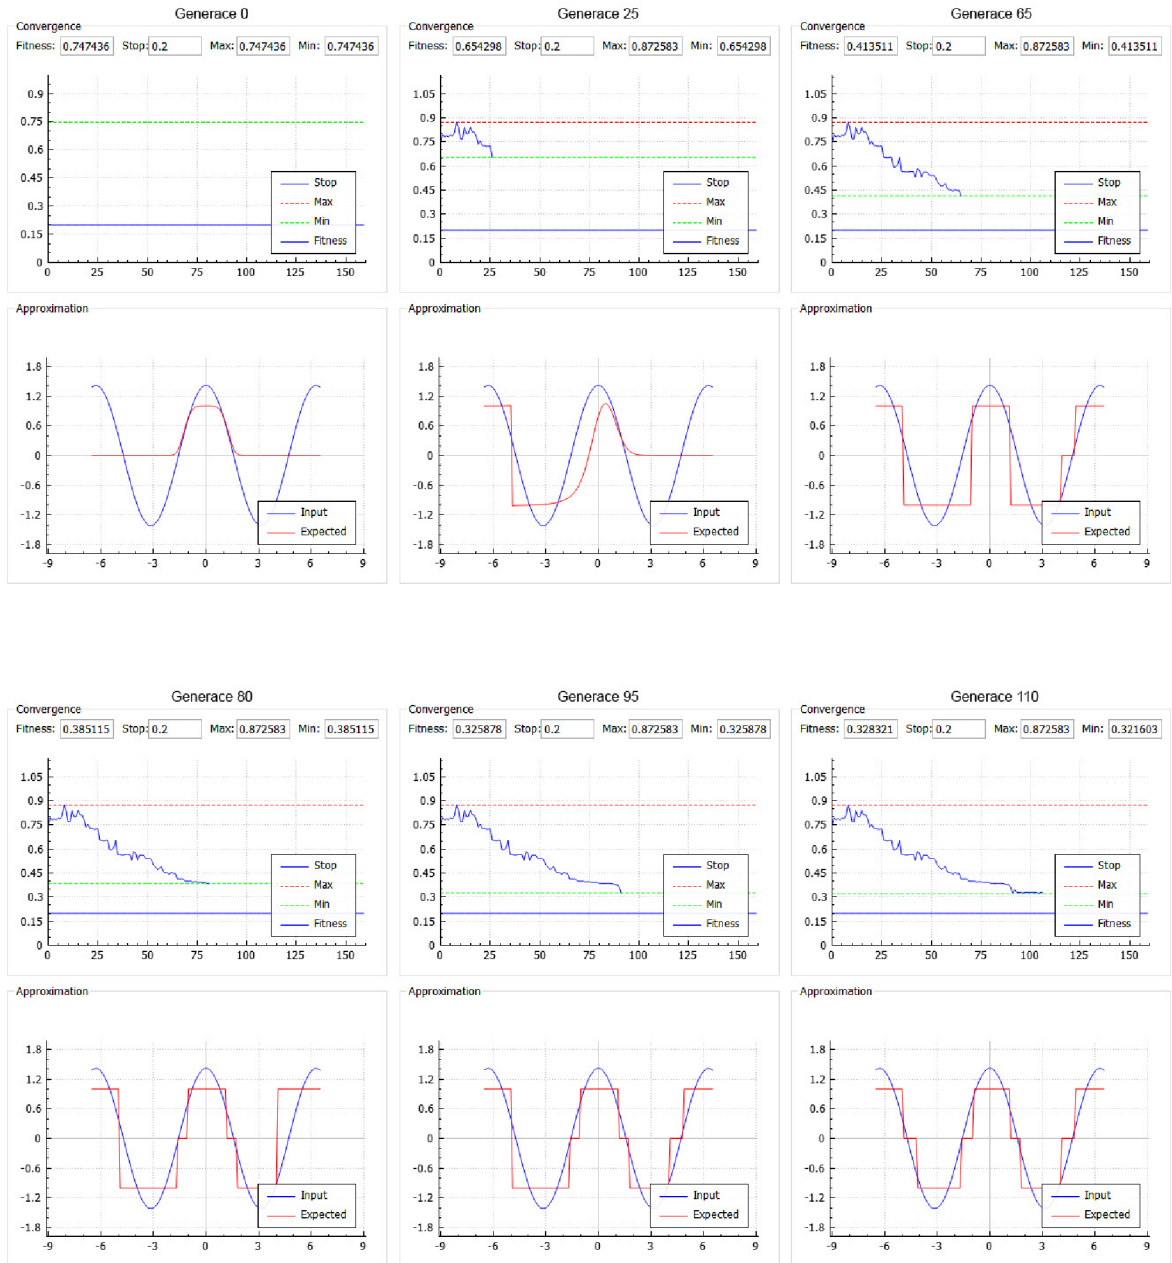 Generace 0
Convergence
Fitness: 0.747436 Stop: 0.2 Max: 0.747436 Min: 0.747436
0.9
0.75
0.6
0.45
0.3
0.15
0
0 25 50 75 100 125 150
Stop
Max
Min
Fitness
Approximation
1.8
1.2
0.6
0
-0.6
-1.2
-1.8
-9 -6 -3 0 3 6 9
Input
Expected
Generace 25
Convergence
Fitness: 0.654298 Stop: 0.2 Max: 0.872583 Min: 0.654298
1.05
0.9
0.75
0.6
0.45
0.3
0.15
0
0 25 50 75 100 125 150
Stop
Max
Min
Fitness
Approximation
1.8
1.2
0.6
0
-0.6
-1.2
-1.8
-9 -6 -3 0 3 6 9
Input
Expected
Generace 65
Convergence
Fitness: 0.413511 Stop: 0.2 Max: 0.872583 Min: 0.413511
1.05
0.9
0.75
0.6
0.45
0.3
0.15
0
0 25 50 75 100 125 150
Stop
Max
Min
Fitness
Approximation
1.8
1.2
0.6
0
-0.6
-1.2
-1.8
-9 -6 -3 0 3 6 9
Input
Expected
Generace 80
Convergence
Fitness: 0.385115 Stop: 0.2 Max: 0.872583 Min: 0.385115
1.05
0.9
0.75
0.6
0.45
0.3
0.15
0
0 25 50 75 100 125 150
Stop
Max
Min
Fitness
Approximation
1.8
1.2
0.6
0
-0.6
-1.2
-1.8
-9 -6 -3 0 3 6 9
Input
Expected
Generace 95
Convergence
Fitness: 0.325878 Stop: 0.2 Max: 0.872583 Min: 0.325878
1.05
0.9
0.75
0.6
0.45
0.3
0.15
0
0 25 50 75 100 125 150
Stop
Max
Min
Fitness
Approximation
1.8
1.2
0.6
0
-0.6
-1.2
-1.8
-9 -6 -3 0 3 6 9
Input
Expected
Generace 110
Convergence
Fitness: 0.328321 Stop: 0.2 Max: 0.872583 Min: 0.321603
1.05
0.9
0.75
0.6
0.45
0.3
0.15
0
0 25 50 75 100 125 150
Stop
Max
Min
Fitness
Approximation
1.8
1.2
0.6
0
-0.6
-1.2
-1.8
-9 -6 -3 0 3 6 9
Input
Expected